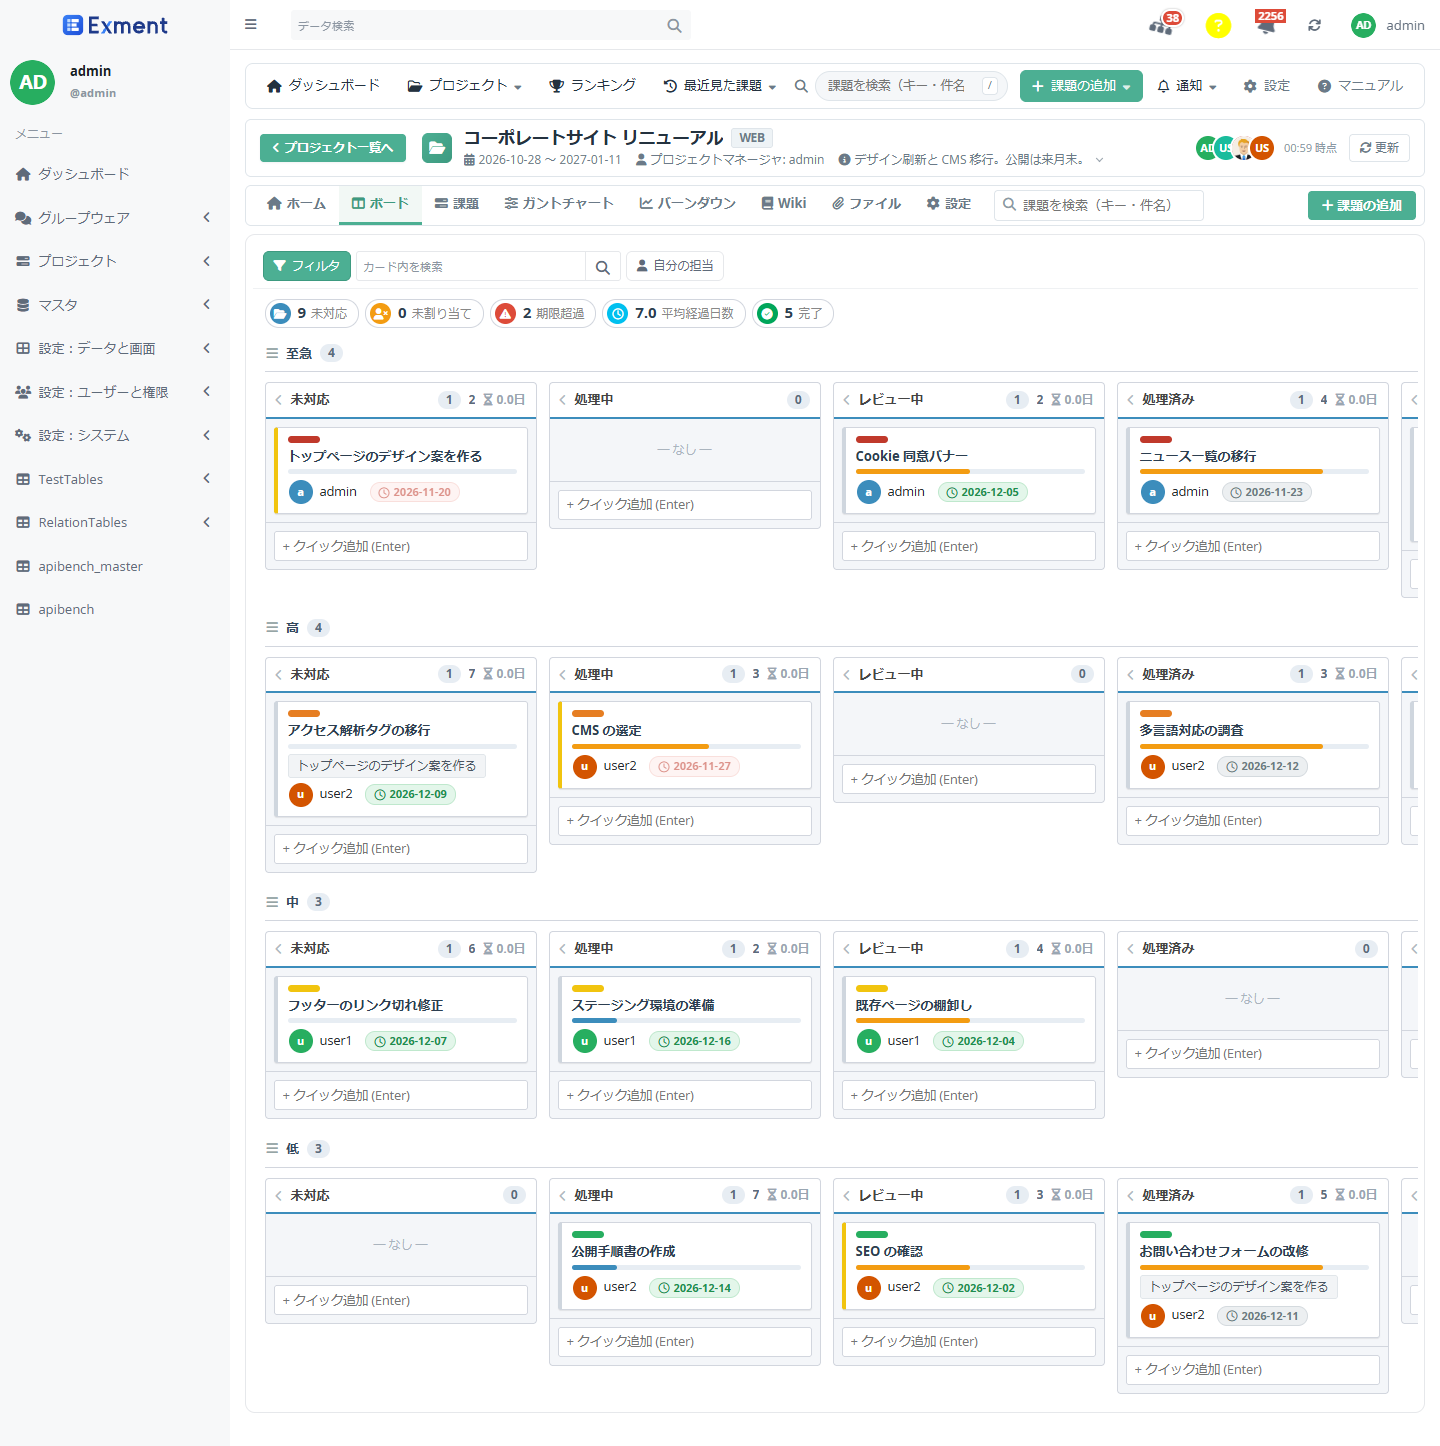 Exment
データ検索
38
?
2256
AD
admin
AD
admin
@admin
メニュー
ダッシュボード
グループウェア
プロジェクト
マスタ
設定：データと画面
設定：ユーザーと権限
設定：システム
TestTables
RelationTables
apibench_master
apibench
ダッシュボード
プロジェクト
ランキング
最近見た課題
課題を検索（キー・件名
/
課題の追加
通知
設定
マニュアル
プロジェクト一覧へ
コーポレートサイト リニューアル WEB
2026-10-28 ～ 2027-01-11 プロジェクトマネージャ: admin デザイン刷新と CMS 移行。公開は来月末。
US
00:59 時点
更新
ホーム ボード 課題 ガントチャート バーンダウン Wiki ファイル 設定
課題を検索（キー・件名）
課題の追加
フィルタ
カード内を検索
自分の担当
9 未対応 0 未割り当て 2 期限超過 7.0 平均経過日数 5 完了
至急 4
未対応 1 2 0.0日
トップページのデザイン案を作る
a admin 2026-11-20
+ クイック追加 (Enter)
処理中 0
—なし—
+ クイック追加 (Enter)
レビュー中 1 2 0.0日
Cookie 同意バナー
a admin 2026-12-05
+ クイック追加 (Enter)
処理済み 1 4 0.0日
ニュース一覧の移行
a admin 2026-11-23
+ クイック追加 (Enter)
高 4
未対応 1 7 0.0日
アクセス解析タグの移行
トップページのデザイン案を作る
u user2 2026-12-09
+ クイック追加 (Enter)
処理中 1 3 0.0日
CMS の選定
u user2 2026-11-27
+ クイック追加 (Enter)
レビュー中 0
—なし—
+ クイック追加 (Enter)
処理済み 1 3 0.0日
多言語対応の調査
u user2 2026-12-12
+ クイック追加 (Enter)
中 3
未対応 1 6 0.0日
フッターのリンク切れ修正
u user1 2026-12-07
+ クイック追加 (Enter)
処理中 1 2 0.0日
ステージング環境の準備
u user1 2026-12-16
+ クイック追加 (Enter)
レビュー中 1 4 0.0日
既存ページの棚卸し
u user1 2026-12-04
+ クイック追加 (Enter)
処理済み 0
—なし—
+ クイック追加 (Enter)
低 3
未対応 0
—なし—
+ クイック追加 (Enter)
処理中 1 7 0.0日
公開手順書の作成
u user2 2026-12-14
+ クイック追加 (Enter)
レビュー中 1 3 0.0日
SEO の確認
u user2 2026-12-02
+ クイック追加 (Enter)
処理済み 1 5 0.0日
お問い合わせフォームの改修
トップページのデザイン案を作る
u user2 2026-12-11
+ クイック追加 (Enter)